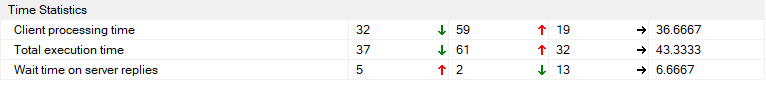 Time Statistics
Client processing time 32 ↓ 59 ↑ 19 → 36.6667
Total execution time 37 ↓ 61 ↑ 32 → 43.3333
Wait time on server replies 5 ↑ 2 ↓ 13 → 6.6667